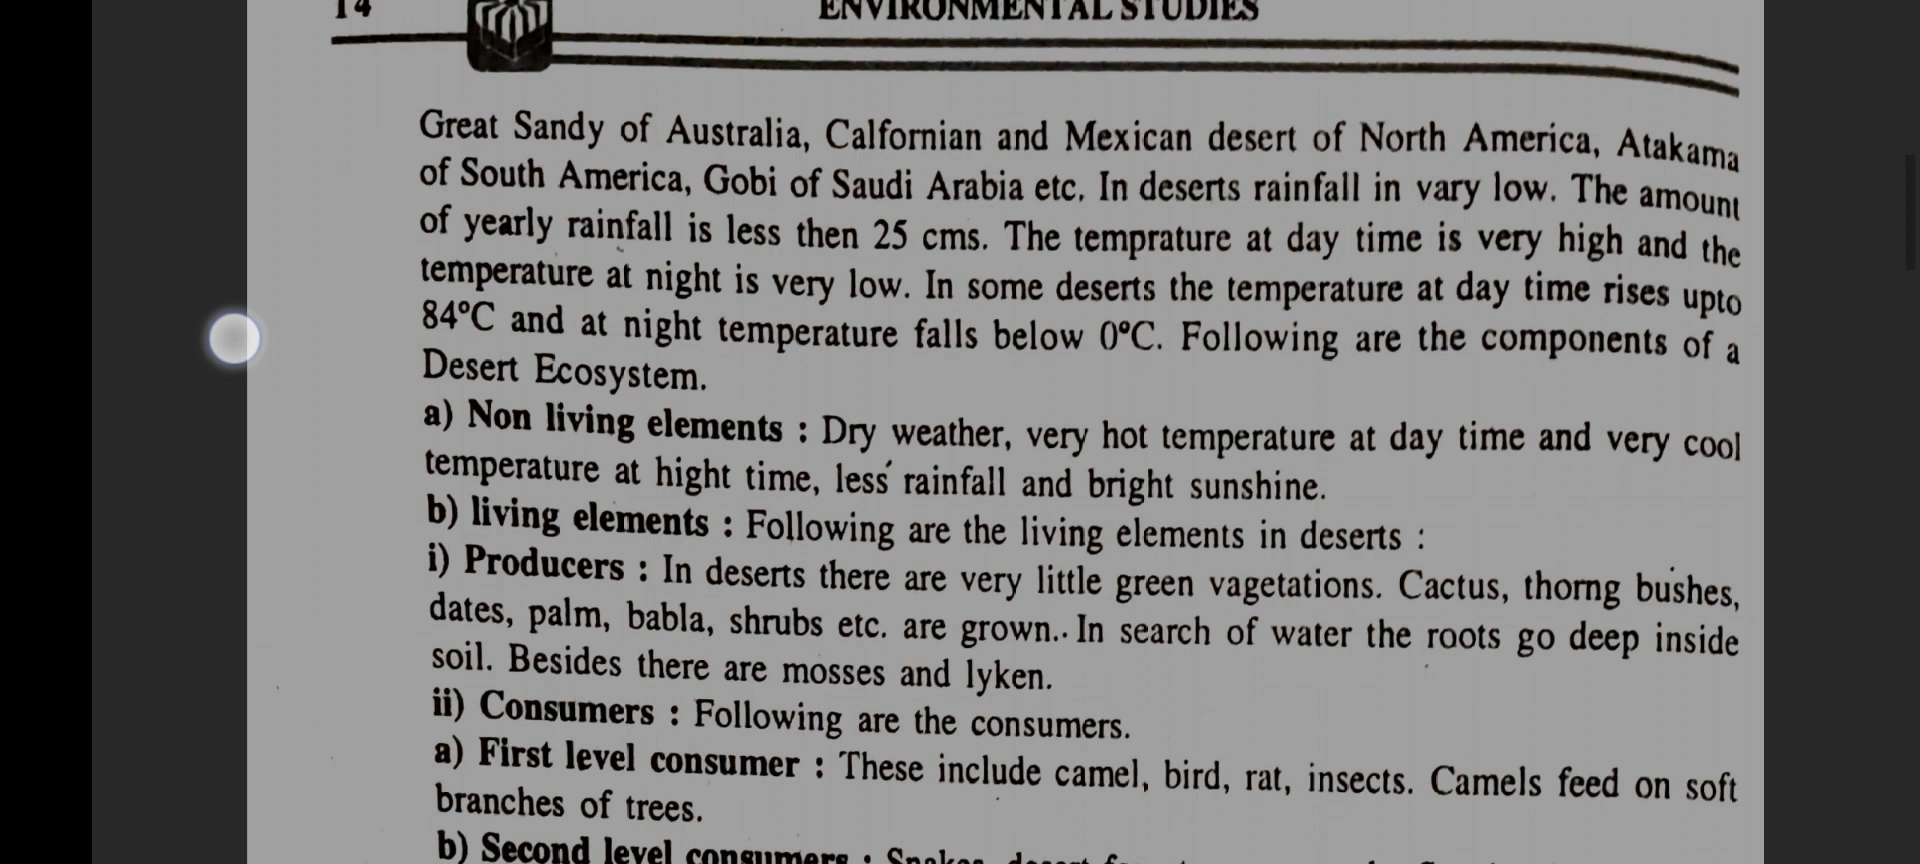 14
ENVIRONMENTAL STUDIES
Great Sandy of Australia, Calfornian and Mexican desert of North America, Atakama
of South America, Gobi of Saudi Arabia etc. In deserts rainfall in vary low. The amount
of yearly rainfall is less then 25 cms. The temprature at day time is very high and the
temperature at night is very low. In some deserts the temperature at day time rises upto
84°C and at night temperature falls below 0°C. Following are the components of a
Desert Ecosystem.
a) Non living elements : Dry weather, very hot temperature at day time and very cool
temperature at hight time, less rainfall and bright sunshine.
b) living elements : Following are the living elements in deserts :
i) Producers : In deserts there are very little green vagetations. Cactus, thorng bushes,
dates, palm, babla, shrubs etc. are grown.. In search of water the roots go deep inside
soil. Besides there are mosses and lyken.
ii) Consumers : Following are the consumers.
a) First level consumer : These include camel, bird, rat, insects. Camels feed on soft
branches of trees.
b) Second level consumers :